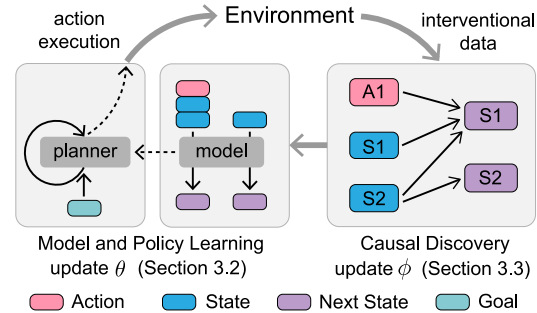 action
execution
Environment
interventional
data
planner
model
A1
S1
S2
S1
S2
Model and Policy Learning
update θ (Section 3.2)
Causal Discovery
update ϕ (Section 3.3)
Action
State
Next State
Goal